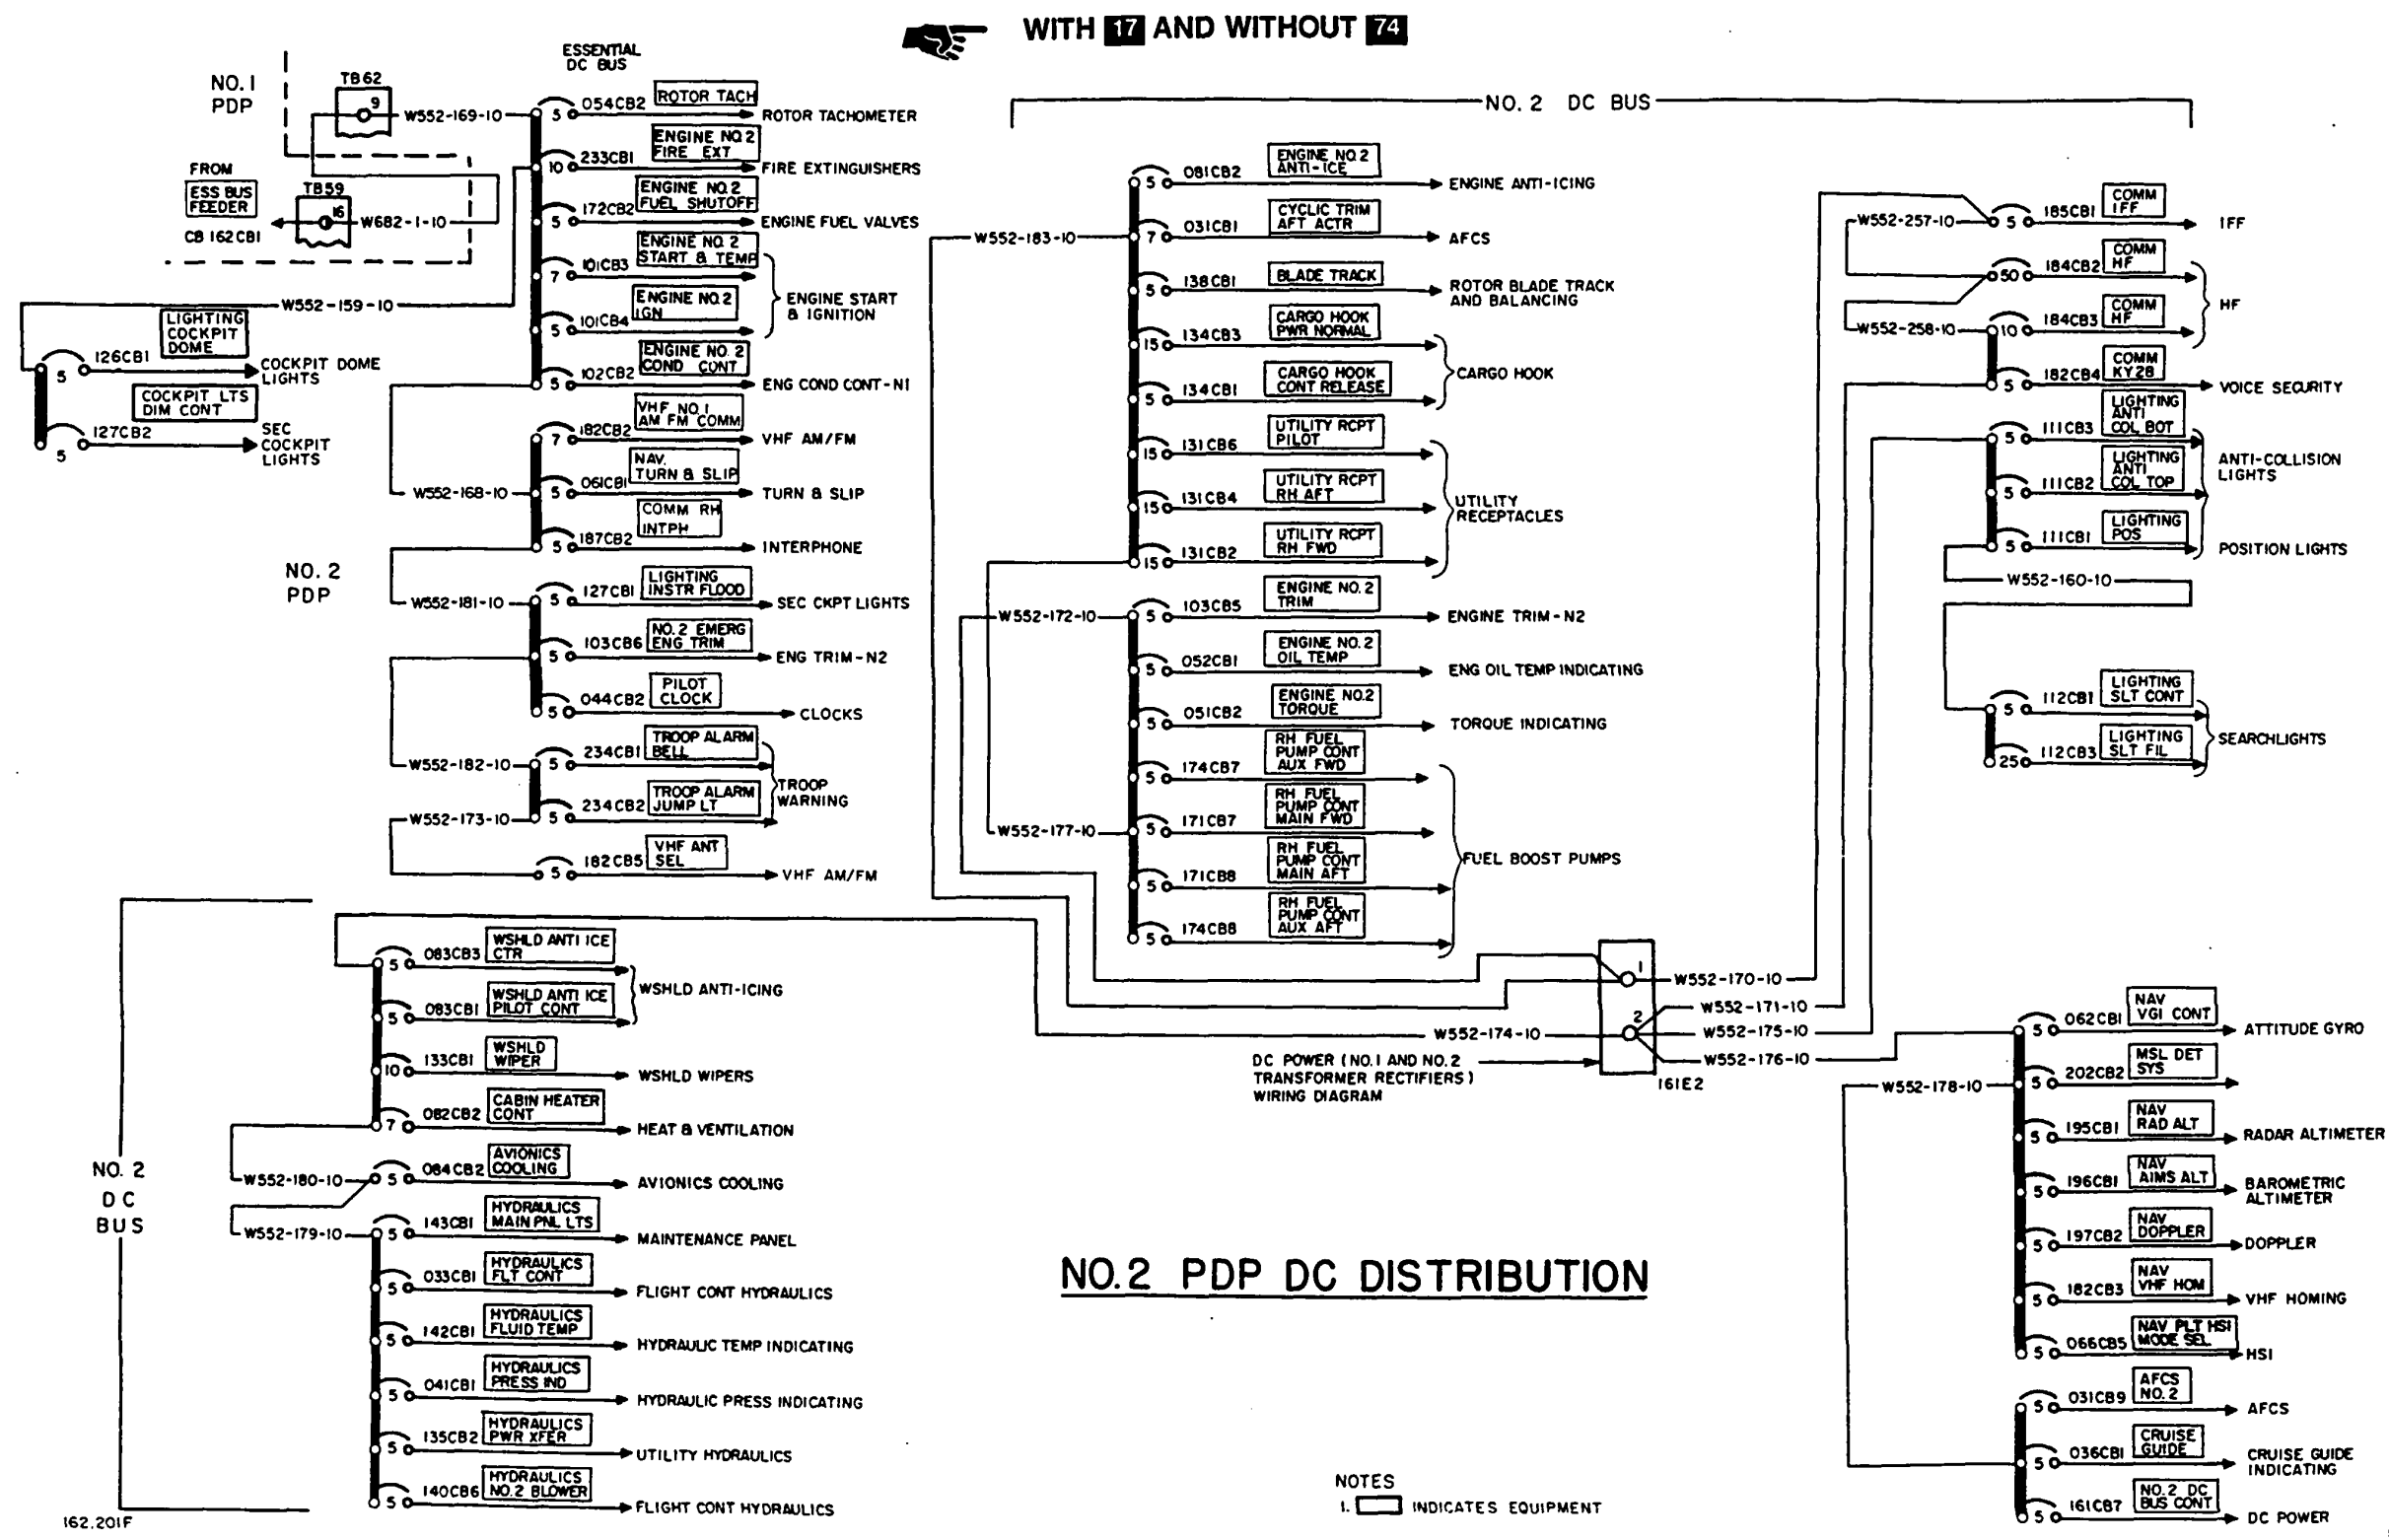 WITH 17 AND WITHOUT 74
NO. 1
PDP
TB62
9
W552-169-10
FROM
ESS BUS
FEEDER
CB 162CB1
TB59
16
W682-1-10
W552-159-10
LIGHTING
COCKPIT
DOME
5
126CB1
COCKPIT DOME
LIGHTS
COCKPIT LTS
DIM CONT
5
127CB2
SEC
COCKPIT
LIGHTS
ESSENTIAL
DC BUS
5
054CB2
ROTOR TACH
ROTOR TACHOMETER
10
233CB1
ENGINE NO.2
FIRE EXT
FIRE EXTINGUISHERS
5
172CB2
ENGINE NO.2
FUEL SHUTOFF
ENGINE FUEL VALVES
7
101CB3
ENGINE NO. 2
START & TEMP
5
101CB4
ENGINE NO.2
IGN
ENGINE START
& IGNITION
5
102CB2
ENGINE NO. 2
COND CONT
ENG COND CONT-N1
7
182CB2
VHF NO. 1
AM FM COMM
VHF AM/FM
W552-168-10
5
061CB1
NAV.
TURN & SLIP
TURN & SLIP
5
187CB2
COMM RH
INTPH
INTERPHONE
NO. 2
PDP
W552-181-10
5
127CB1
LIGHTING
INSTR FLOOD
SEC CKPT LIGHTS
5
103CB6
NO. 2 EMERG
ENG TRIM
ENG TRIM-N2
5
044CB2
PILOT
CLOCK
CLOCKS
W552-182-10
5
234CB1
TROOP ALARM
BELL
5
234CB2
TROOP ALARM
JUMP LT
TROOP
WARNING
W552-173-10
5
182CB5
VHF ANT
SEL
VHF AM/FM
NO. 2
DC
BUS
5
083CB3
WSHLD ANTI ICE
CTR
5
083CB1
WSHLD ANTI ICE
PILOT CONT
WSHLD ANTI-ICING
10
133CB1
WSHLD
WIPER
WSHLD WIPERS
7
082CB2
CABIN HEATER
CONT
HEAT & VENTILATION
W552-180-10
5
084CB2
AVIONICS
COOLING
AVIONICS COOLING
W552-179-10
5
143CB1
HYDRAULICS
MAIN PNL LTS
MAINTENANCE PANEL
5
033CB1
HYDRAULICS
FLT CONT
FLIGHT CONT HYDRAULICS
5
142CB1
HYDRAULICS
FLUID TEMP
HYDRAULIC TEMP INDICATING
5
041CB1
HYDRAULICS
PRESS IND
HYDRAULIC PRESS INDICATING
5
135CB2
HYDRAULICS
PWR XFER
UTILITY HYDRAULICS
5
140CB6
HYDRAULICS
NO. 2 BLOWER
FLIGHT CONT HYDRAULICS
162.201F
NO. 2 DC BUS
5
081CB2
ENGINE NO.2
ANTI-ICE
ENGINE ANTI-ICING
W552-183-10
7
031CB1
CYCLIC TRIM
AFT ACTR
AFCS
5
138CB1
BLADE TRACK
ROTOR BLADE TRACK
AND BALANCING
15
134CB3
CARGO HOOK
PWR NORMAL
15
134CB1
CARGO HOOK
CONT RELEASE
CARGO HOOK
15
131CB6
UTILITY RCPT
PILOT
15
131CB4
UTILITY RCPT
RH AFT
15
131CB2
UTILITY RCPT
RH FWD
UTILITY
RECEPTACLES
W552-172-10
5
103CB5
ENGINE NO. 2
TRIM
ENGINE TRIM-N2
5
052CB1
ENGINE NO. 2
OIL TEMP
ENG OIL TEMP INDICATING
5
051CB2
ENGINE NO.2
TORQUE
TORQUE INDICATING
5
174CB7
RH FUEL
PUMP CONT
AUX FWD
W552-177-10
5
171CB7
RH FUEL
PUMP CONT
MAIN FWD
5
171CB8
RH FUEL
PUMP CONT
MAIN AFT
5
174CB8
RH FUEL
PUMP CONT
AUX AFT
FUEL BOOST PUMPS
1
W552-170-10
W552-171-10
2
W552-174-10
W552-175-10
W552-176-10
161E2
DC POWER (NO.1 AND NO.2
TRANSFORMER RECTIFIERS)
WIRING DIAGRAM
W552-257-10
5
185CB1
COMM
IFF
IFF
50
184CB2
COMM
HF
W552-258-10
10
184CB3
COMM
HF
HF
5
182CB4
COMM
KY28
VOICE SECURITY
5
111CB3
LIGHTING
ANTI
COL BOT
5
111CB2
LIGHTING
ANTI
COL TOP
ANTI-COLLISION
LIGHTS
5
111CB1
LIGHTING
POS
POSITION LIGHTS
W552-160-10
5
112CB1
LIGHTING
SLT CONT
25
112CB3
LIGHTING
SLT FIL
SEARCHLIGHTS
5
062CB1
NAV
VGI CONT
ATTITUDE GYRO
W552-178-10
5
202CB2
MSL DET
SYS
5
195CB1
NAV
RAD ALT
RADAR ALTIMETER
5
196CB1
NAV
AIMS ALT
BAROMETRIC
ALTIMETER
5
197CB2
NAV
DOPPLER
DOPPLER
5
182CB3
NAV
VHF HOM
VHF HOMING
5
066CB5
NAV PLT HSI
MODE SEL
HSI
5
031CB9
AFCS
NO. 2
AFCS
5
036CB1
CRUISE
GUIDE
CRUISE GUIDE
INDICATING
5
161CB7
NO. 2 DC
BUS CONT
DC POWER
NO. 2 PDP DC DISTRIBUTION
NOTES
1. INDICATES EQUIPMENT